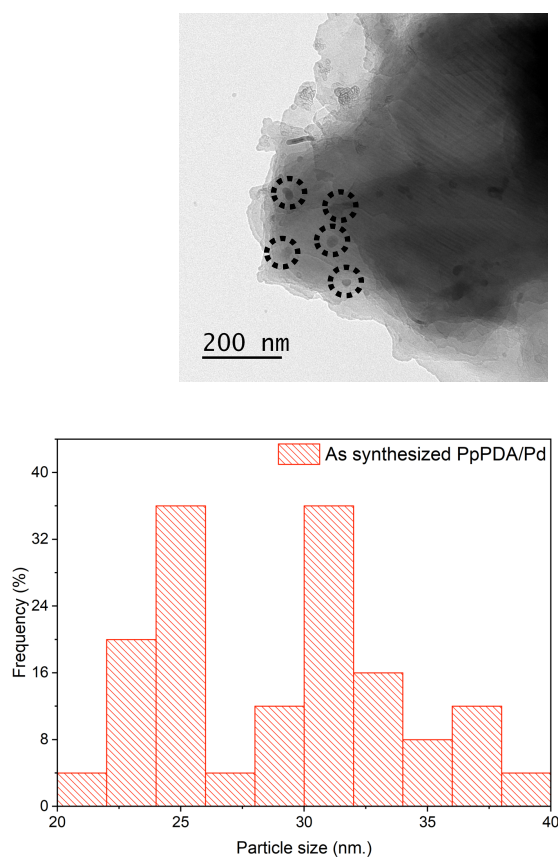 200 nm
As synthesized PpPDA/Pd
Frequency (%)
40
32
24
16
8
0
20
25
30
35
40
Particle size (nm.)